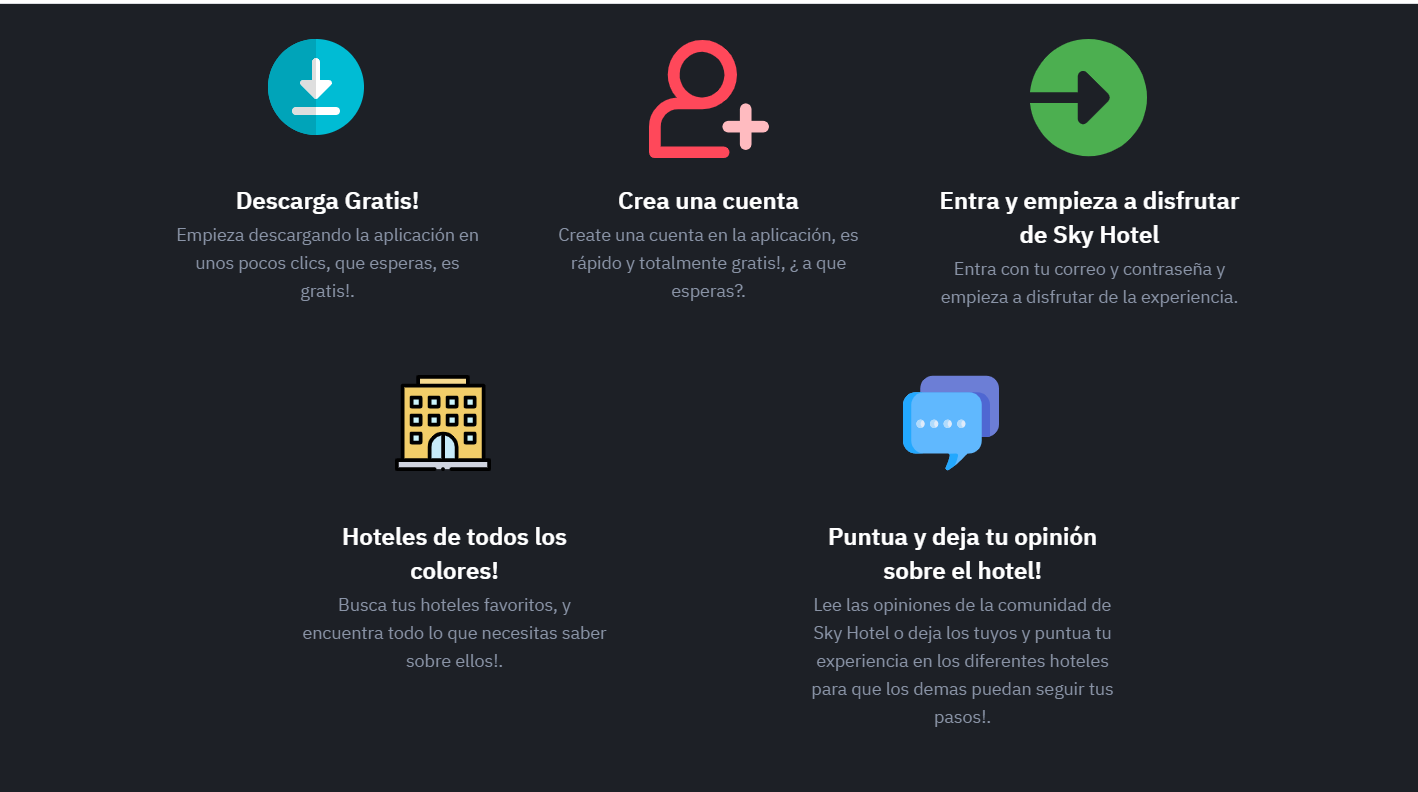 Descarga Gratis!
Empieza descargando la aplicación en
unos pocos clics, que esperas, es
gratis!.
Crea una cuenta
Create una cuenta en la aplicación, es
rápido y totalmente gratis!, ¿ a que
esperas?.
Entra y empieza a disfrutar
de Sky Hotel
Entra con tu correo y contraseña y
empieza a disfrutar de la experiencia.
Hoteles de todos los
colores!
Busca tus hoteles favoritos, y
encuentra todo lo que necesitas saber
sobre ellos!.
Puntua y deja tu opinión
sobre el hotel!
Lee las opiniones de la comunidad de
Sky Hotel o deja los tuyos y puntua tu
experiencia en los diferentes hoteles
para que los demas puedan seguir tus
pasos!.